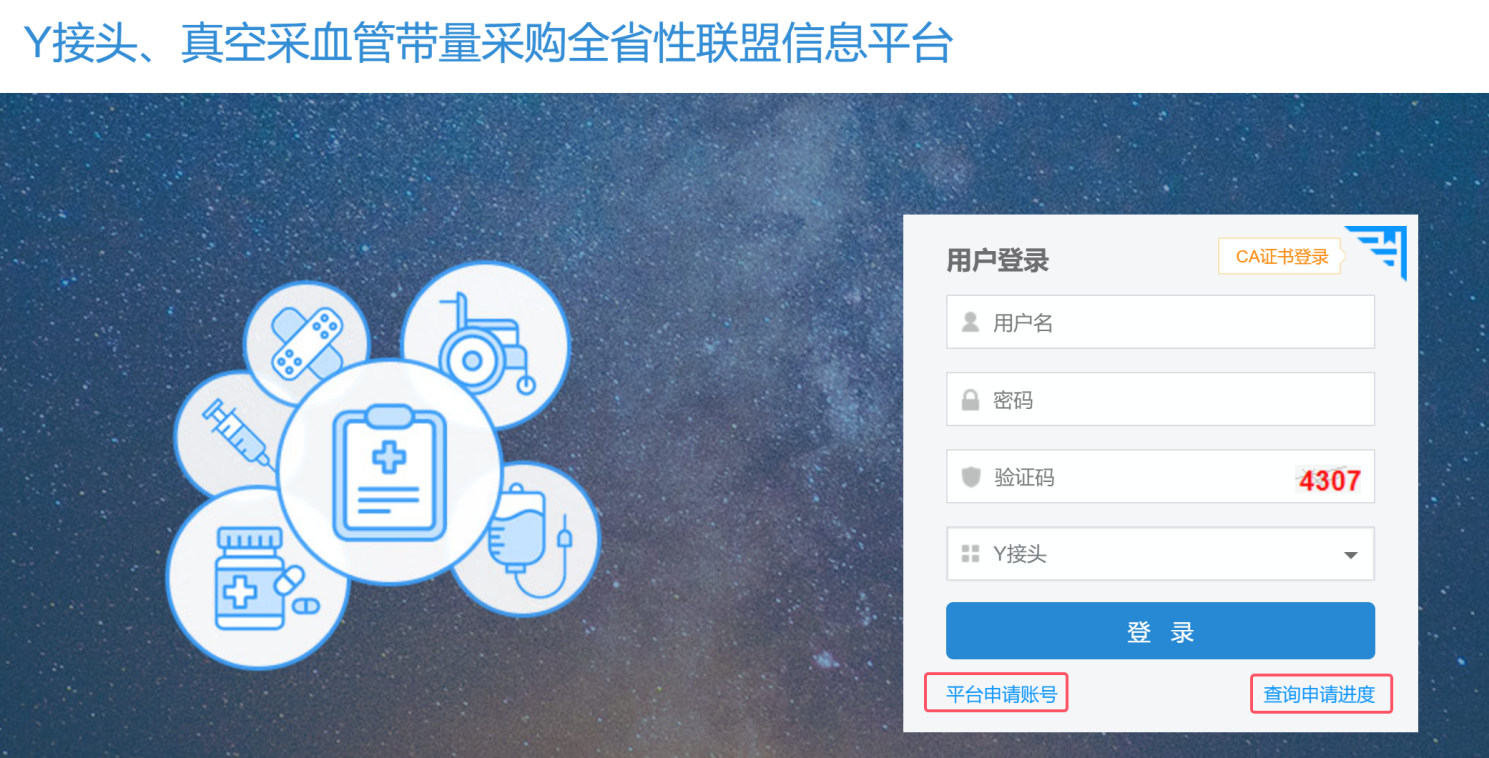 Y接头、真空采血管带量采购全省性联盟信息平台
用户登录
CA证书登录
用户名
密码
验证码
4307
Y接头
登 录
平台申请账号
查询申请进度